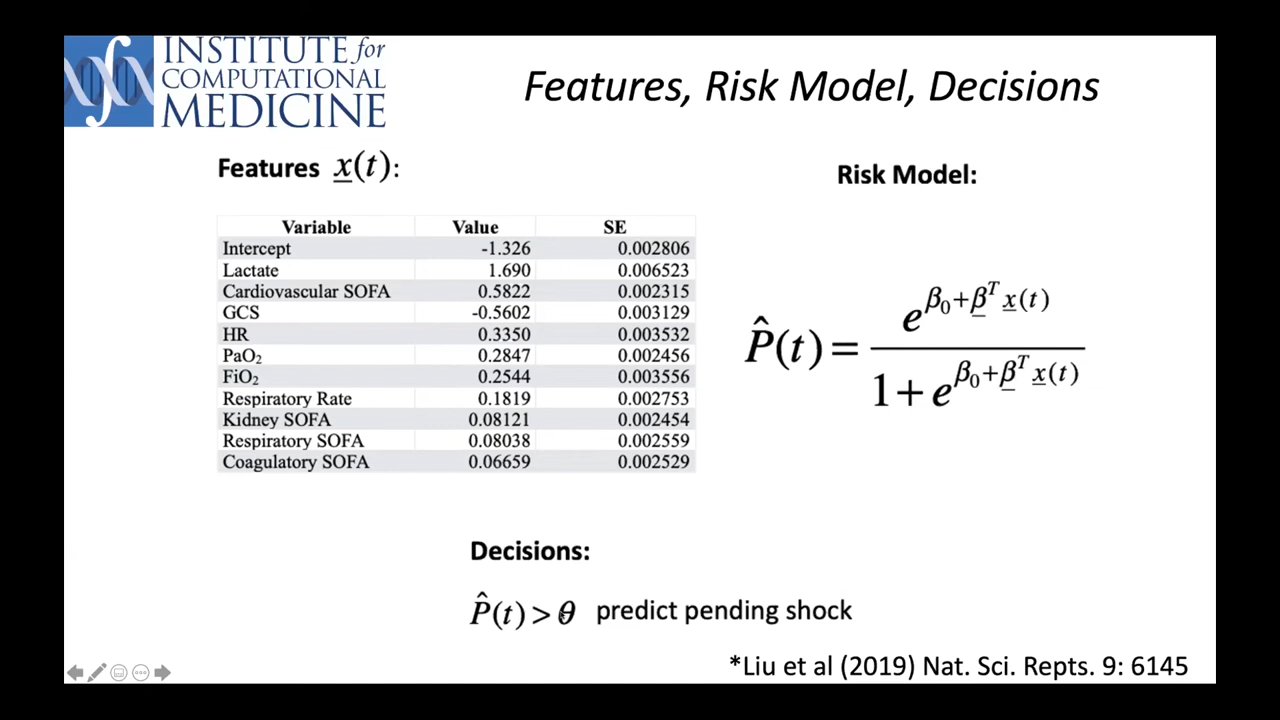 INSTITUTE for
COMPUTATIONAL
MEDICINE
Features, Risk Model, Decisions
Features x(t):
Variable Value SE
Intercept -1.326 0.002806
Lactate 1.690 0.006523
Cardiovascular SOFA 0.5822 0.002315
GCS -0.5602 0.003129
HR 0.3350 0.003532
PaO₂ 0.2847 0.002456
FiO₂ 0.2544 0.003556
Respiratory Rate 0.1819 0.002753
Kidney SOFA 0.08121 0.002454
Respiratory SOFA 0.08038 0.002559
Coagulatory SOFA 0.06659 0.002529
Risk Model:
P̂(t) = e^(β₀+β^T x(t)) / (1 + e^(β₀+β^T x(t)))
Decisions:
P̂(t) > θ predict pending shock
*Liu et al (2019) Nat. Sci. Repts. 9: 6145